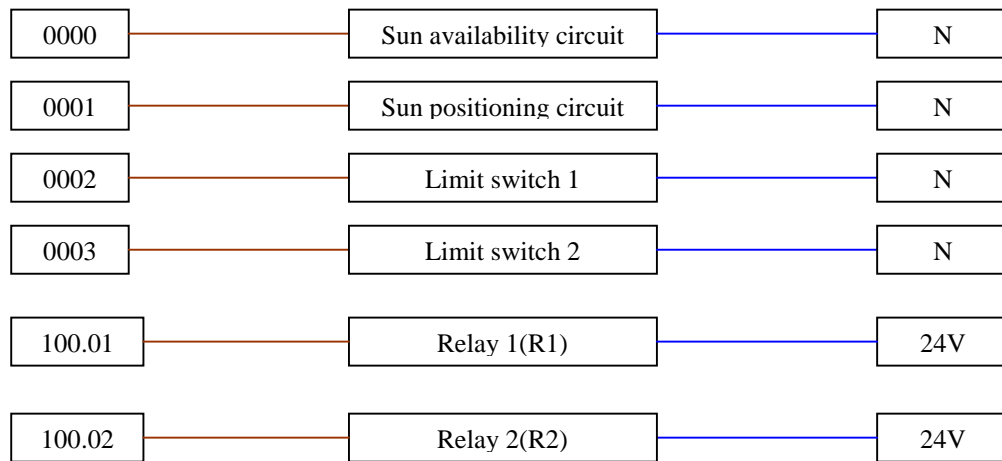 0000 Sun availability circuit N
0001 Sun positioning circuit N
0002 Limit switch 1 N
0003 Limit switch 2 N
100.01 Relay 1(R1) 24V
100.02 Relay 2(R2) 24V